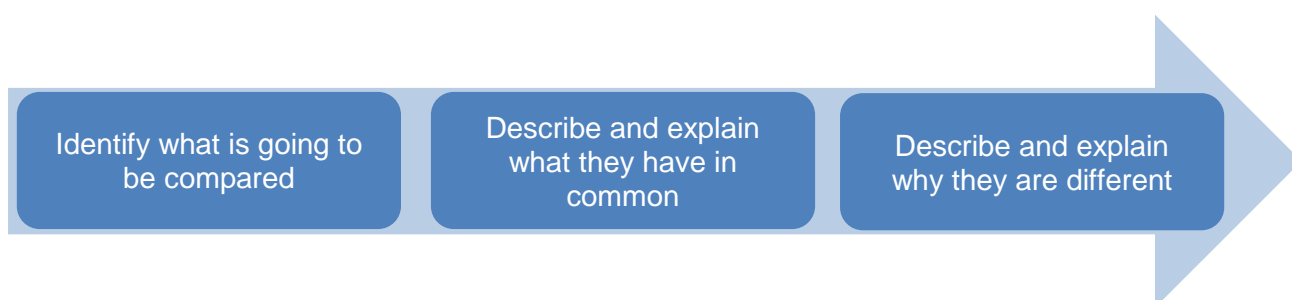 Identify what is going to
be compared
Describe and explain
what they have in
common
Describe and explain
why they are different